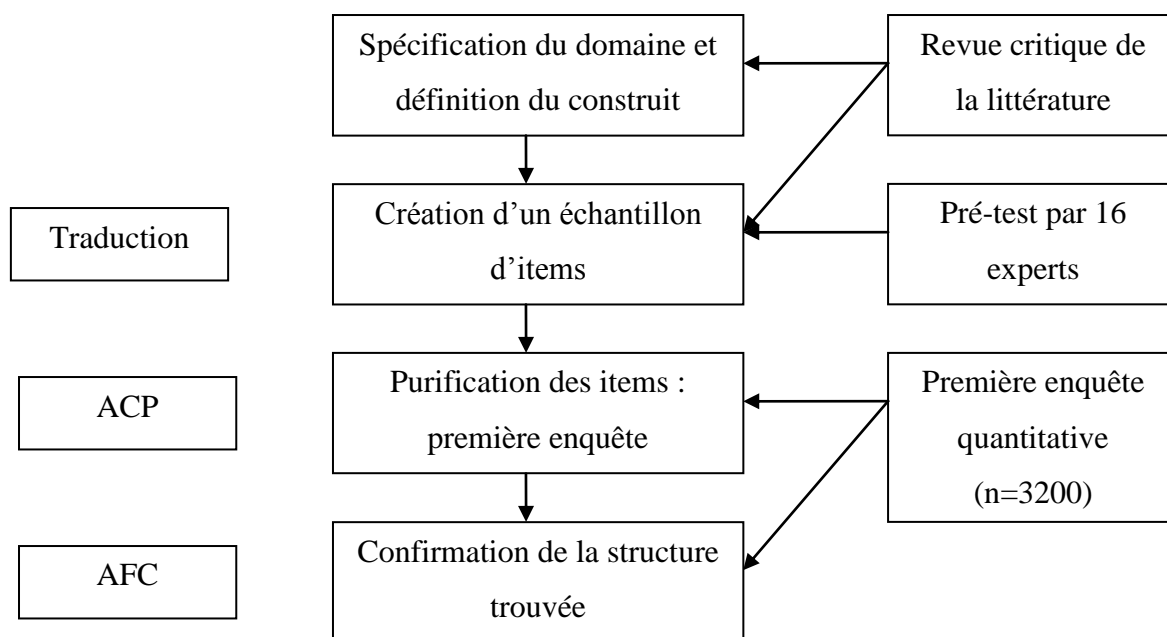 Spécification du domaine et
définition du construit
Revue critique de
la littérature
Traduction
Création d’un échantillon
d’items
Pré-test par 16
experts
ACP
Purification des items :
première enquête
Première enquête
quantitative
(n=3200)
AFC
Confirmation de la structure
trouvée